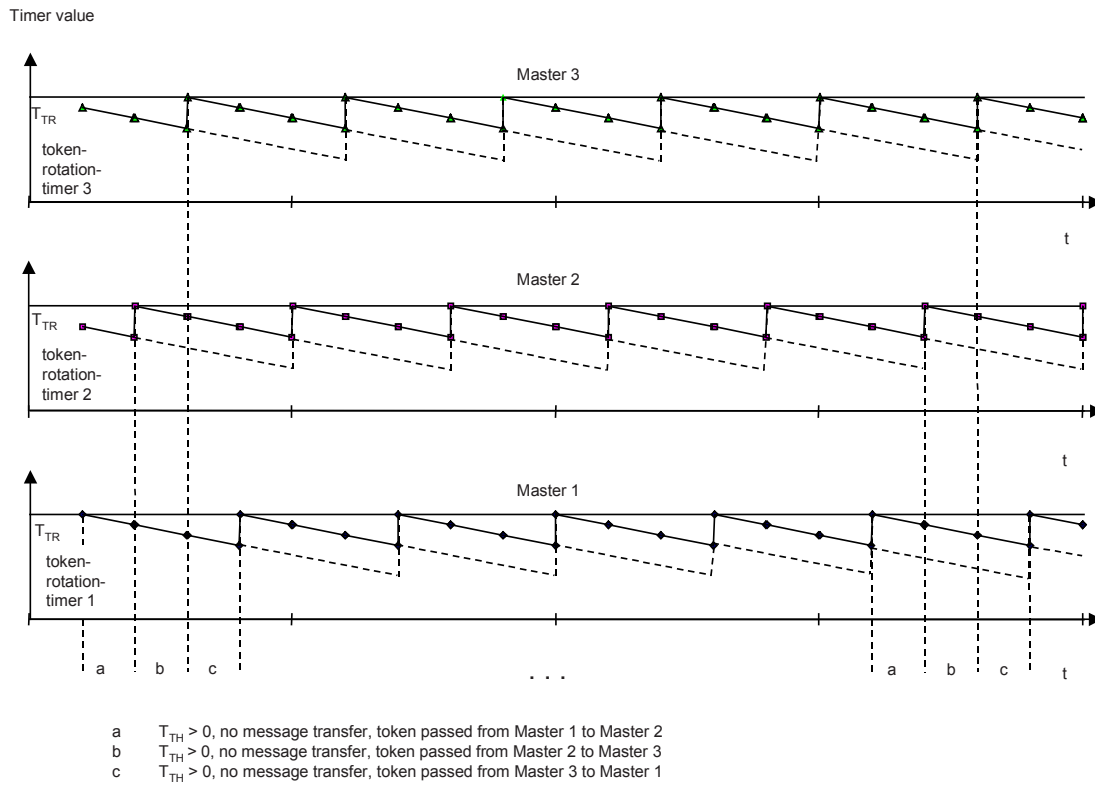 Timer value
Master 3
T_TR
token-
rotation-
timer 3
t
Master 2
T_TR
token-
rotation-
timer 2
t
Master 1
T_TR
token-
rotation-
timer 1
a b c . . . a b c t
a T_TH > 0, no message transfer, token passed from Master 1 to Master 2
b T_TH > 0, no message transfer, token passed from Master 2 to Master 3
c T_TH > 0, no message transfer, token passed from Master 3 to Master 1